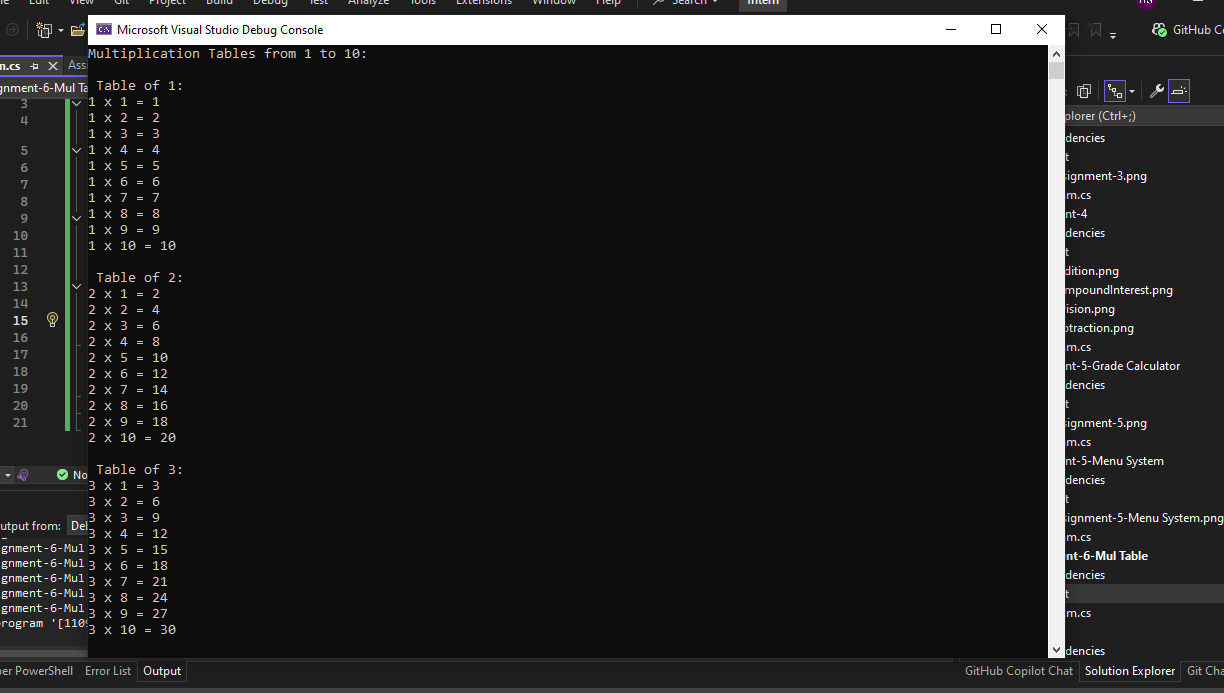 Edit View Git Project Build Debug Test Analyze Tools Extensions Window Help Search Intern
GitHub Co
Microsoft Visual Studio Debug Console
m.cs Ass
gnment-6-Mul Ta
3
4
5
6
7
8
9
10
11
12
13
14
15
16
17
18
19
20
21
No
utput from: Del
gnment-6-Mul
gnment-6-Mul
gnment-6-Mul
gnment-6-Mul
gnment-6-Mul
rogram '[1109
Multiplication Tables from 1 to 10:
Table of 1:
1 x 1 = 1
1 x 2 = 2
1 x 3 = 3
1 x 4 = 4
1 x 5 = 5
1 x 6 = 6
1 x 7 = 7
1 x 8 = 8
1 x 9 = 9
1 x 10 = 10
Table of 2:
2 x 1 = 2
2 x 2 = 4
2 x 3 = 6
2 x 4 = 8
2 x 5 = 10
2 x 6 = 12
2 x 7 = 14
2 x 8 = 16
2 x 9 = 18
2 x 10 = 20
Table of 3:
3 x 1 = 3
3 x 2 = 6
3 x 3 = 9
3 x 4 = 12
3 x 5 = 15
3 x 6 = 18
3 x 7 = 21
3 x 8 = 24
3 x 9 = 27
3 x 10 = 30
plorer (Ctrl+;)
dencies
t
signment-3.png
m.cs
nt-4
dencies
t
dition.png
mpoundInterest.png
ision.png
btraction.png
m.cs
nt-5-Grade Calculator
dencies
t
signment-5.png
m.cs
nt-5-Menu System
dencies
t
signment-5-Menu System.png
m.cs
nt-6-Mul Table
dencies
t
m.cs
dencies
per PowerShell Error List Output
GitHub Copilot Chat Solution Explorer Git Cha